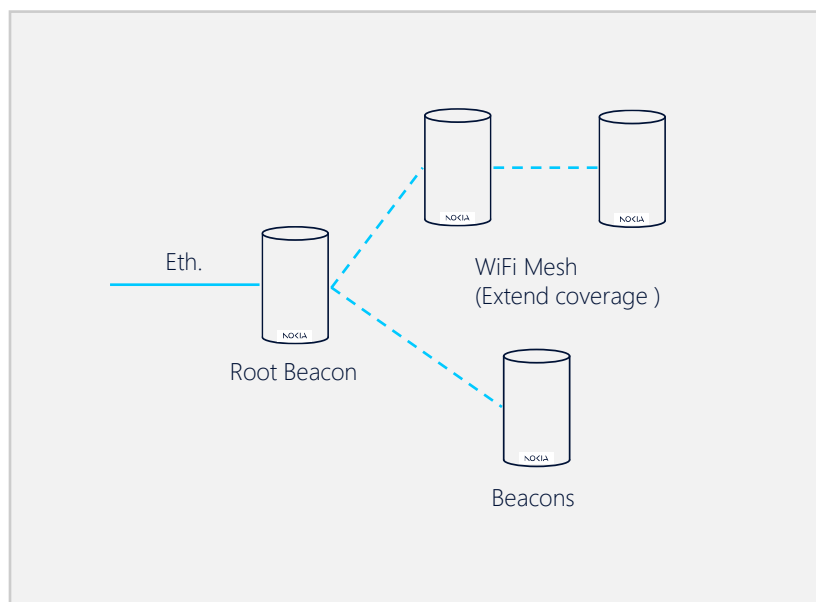 Eth.
NOKIA
Root Beacon
NOKIA
NOKIA
WiFi Mesh
(Extend coverage )
NOKIA
Beacons